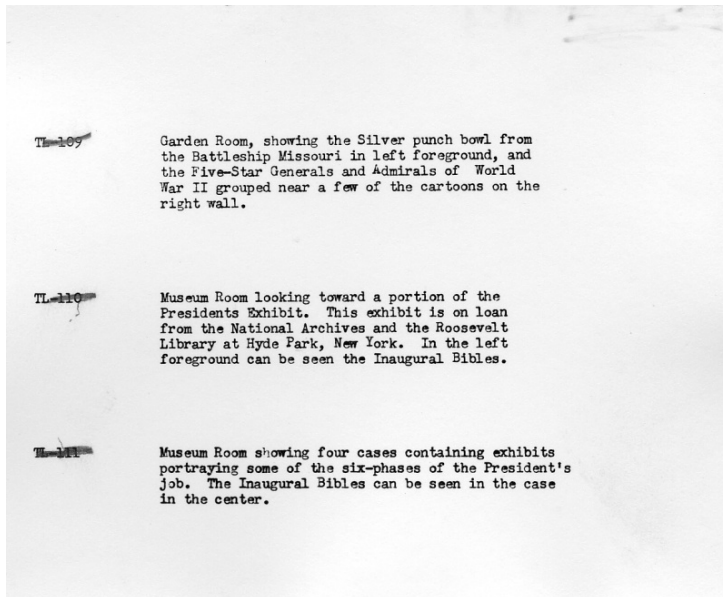 TL-109
Garden Room, showing the Silver punch bowl from
the Battleship Missouri in left foreground, and
the Five-Star Generals and Admirals of World
War II grouped near a few of the cartoons on the
right wall.
TL-110
Museum Room looking toward a portion of the
Presidents Exhibit. This exhibit is on loan
from the National Archives and the Roosevelt
Library at Hyde Park, New York. In the left
foreground can be seen the Inaugural Bibles.
TL-111
Museum Room showing four cases containing exhibits
portraying some of the six-phases of the President's
job. The Inaugural Bibles can be seen in the case
in the center.